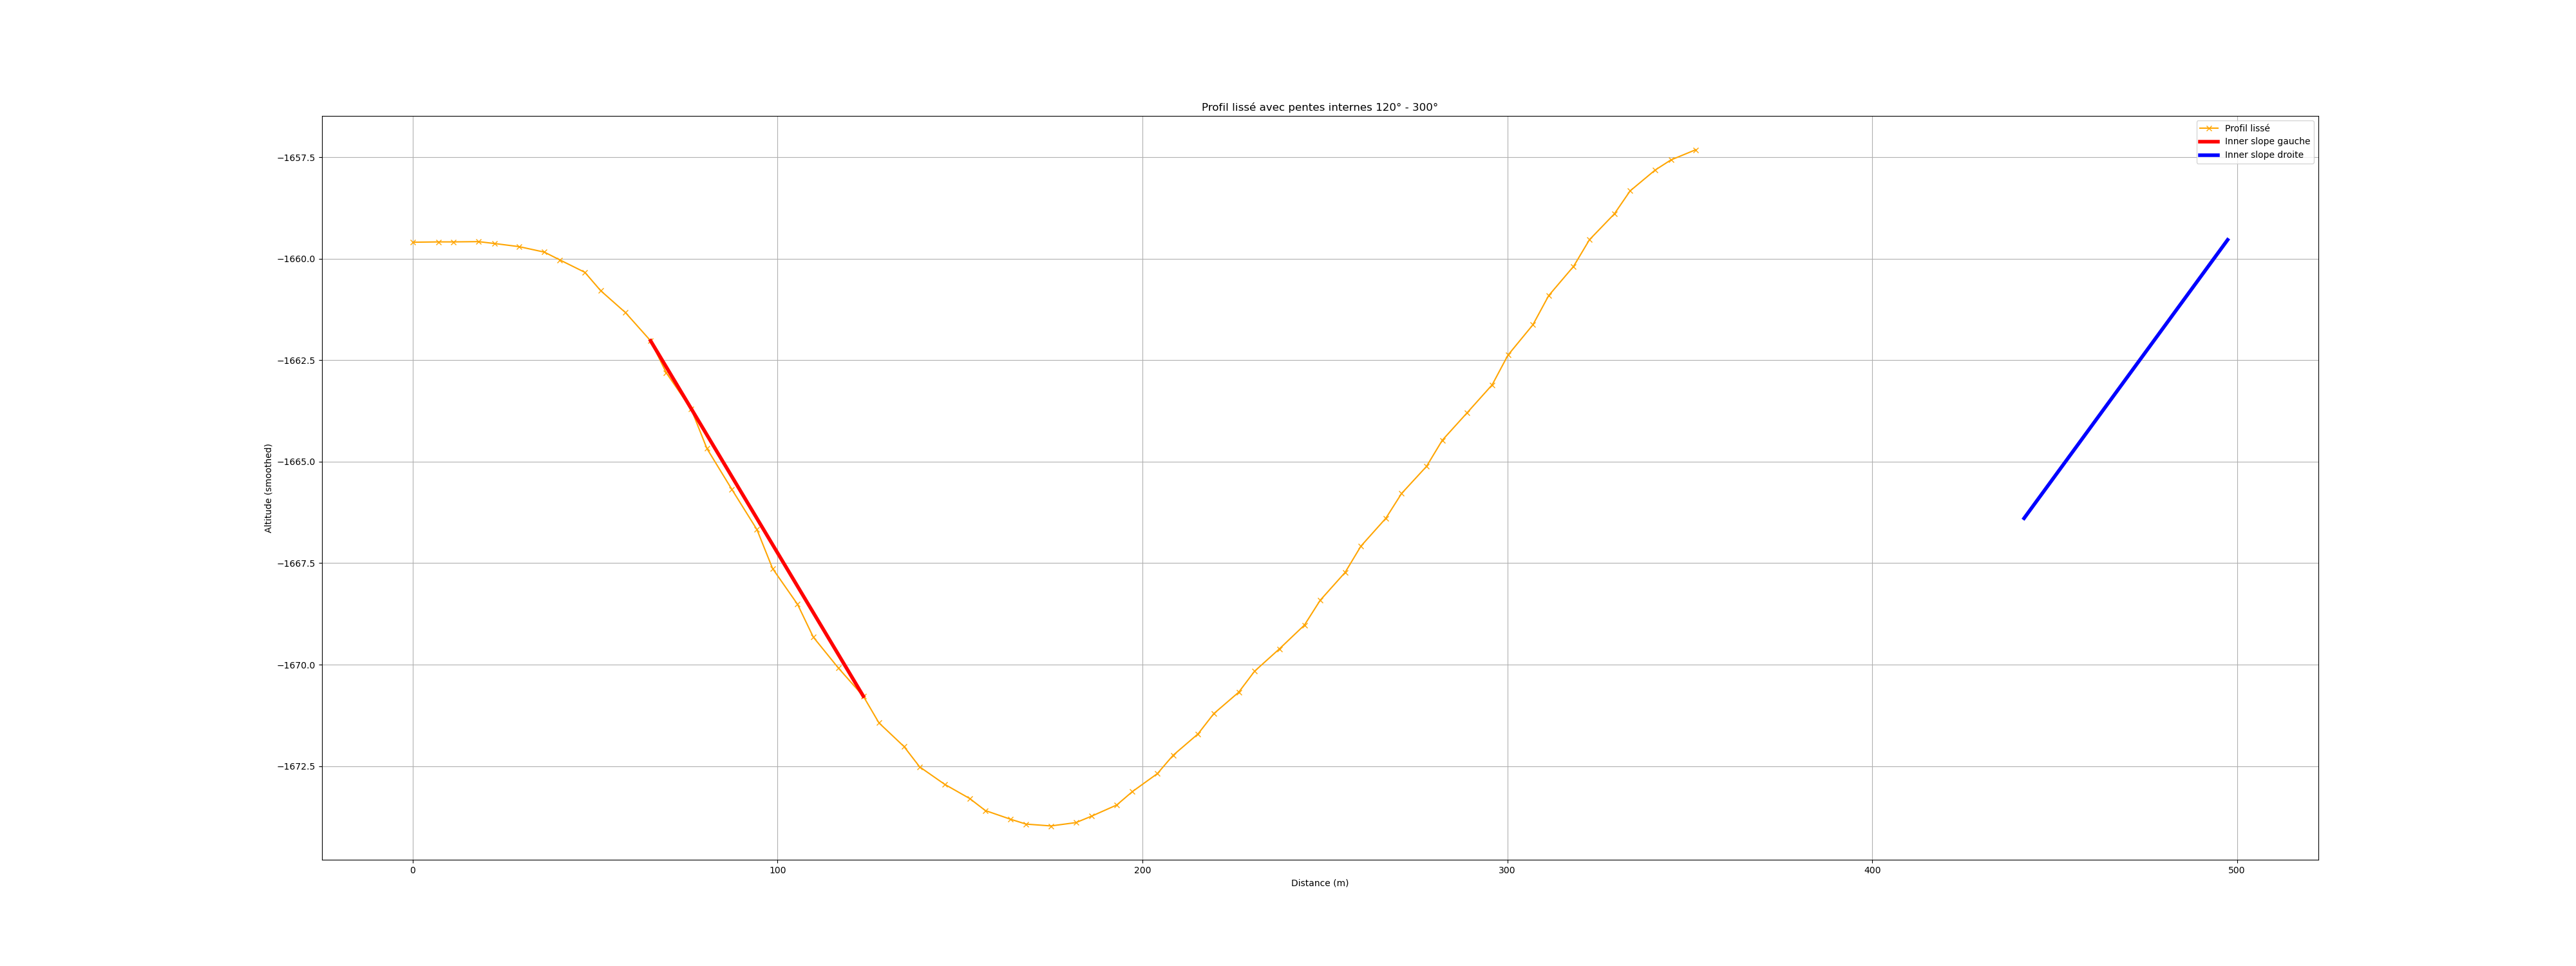 Profil lissé avec pentes internes 120° - 300°
Profil lissé
Inner slope gauche
Inner slope droite
Altitude (smoothed)
−1657.5
−1660.0
−1662.5
−1665.0
−1667.5
−1670.0
−1672.5
0 100 200 300 400 500
Distance (m)